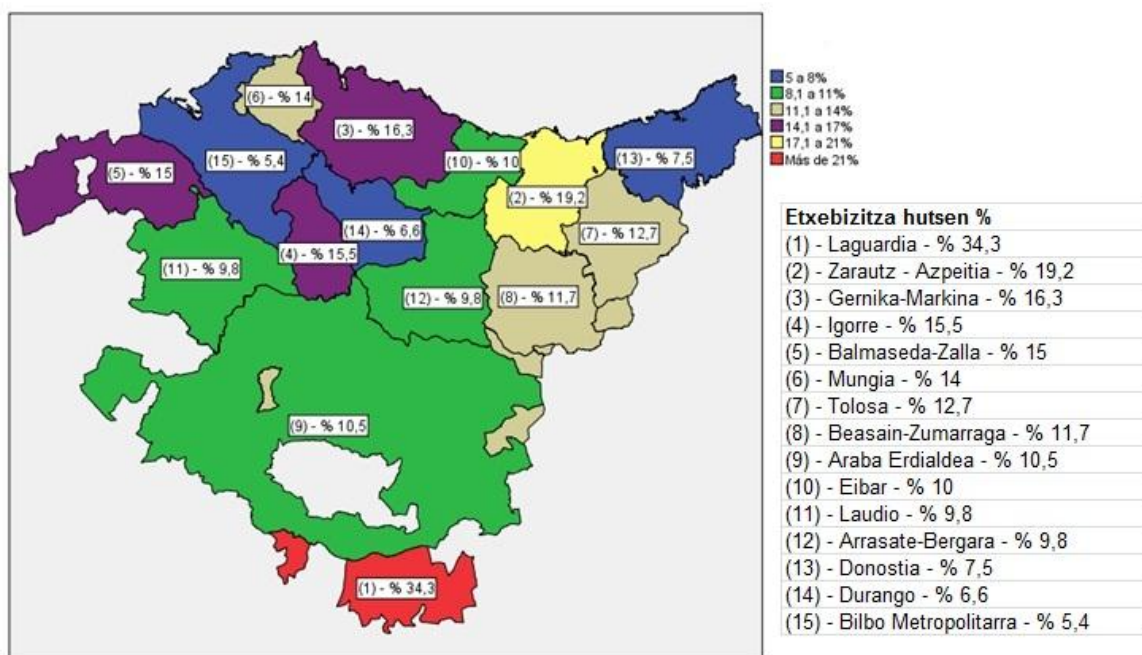 (6) - % 14
(3) - % 16,3
(10) - % 10
(15) - % 5,4
(13) - % 7,5
(5) - % 15
(2) - % 19,2
(14) - % 6,6
(7) - % 12,7
(4) - % 15,5
(11) - % 9,8
(12) - % 9,8
(8) - % 11,7
(9) - % 10,5
(1) - % 34,3
5 a 8%
8,1 a 11%
11,1 a 14%
14,1 a 17%
17,1 a 21%
Más de 21%
Etxebizitza hutsen %
(1) - Laguardia - % 34,3
(2) - Zarautz - Azpeitia - % 19,2
(3) - Gernika-Markina - % 16,3
(4) - Igorre - % 15,5
(5) - Balmaseda-Zalla - % 15
(6) - Mungia - % 14
(7) - Tolosa - % 12,7
(8) - Beasain-Zumarraga - % 11,7
(9) - Araba Erdialdea - % 10,5
(10) - Eibar - % 10
(11) - Laudio - % 9,8
(12) - Arrasate-Bergara - % 9,8
(13) - Donostia - % 7,5
(14) - Durango - % 6,6
(15) - Bilbo Metropolitarra - % 5,4